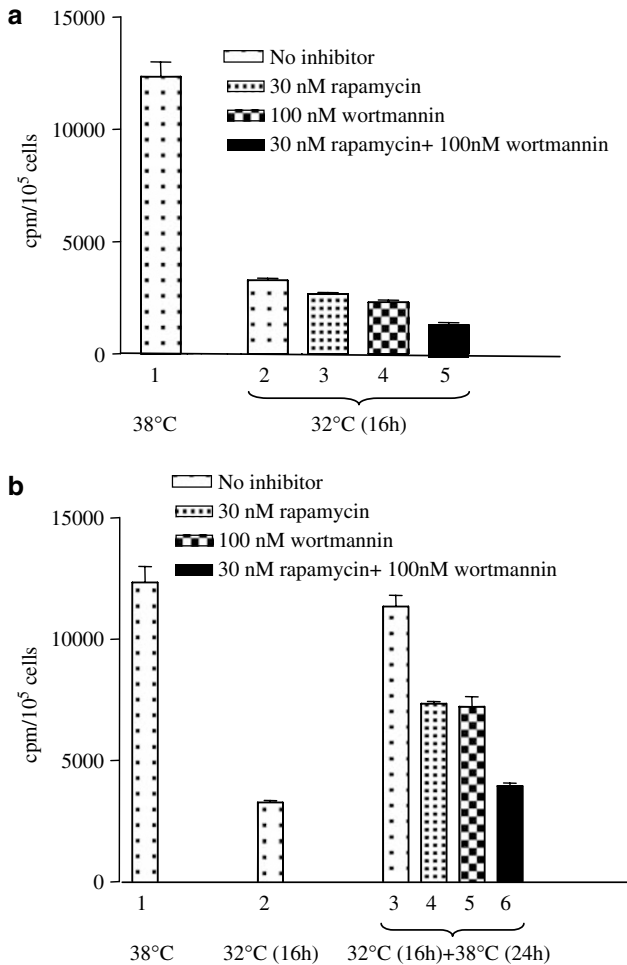 a
15000
No inhibitor
30 nM rapamycin
100 nM wortmannin
30 nM rapamycin+ 100nM wortmannin
10000
cpm/10⁵ cells
5000
0
1 2 3 4 5
38°C 32°C (16h)
b
No inhibitor
30 nM rapamycin
100 nM wortmannin
30 nM rapamycin+ 100nM wortmannin
15000
10000
cpm/10⁵ cells
5000
0
1 2 3 4 5 6
38°C 32°C (16h) 32°C (16h)+38°C (24h)